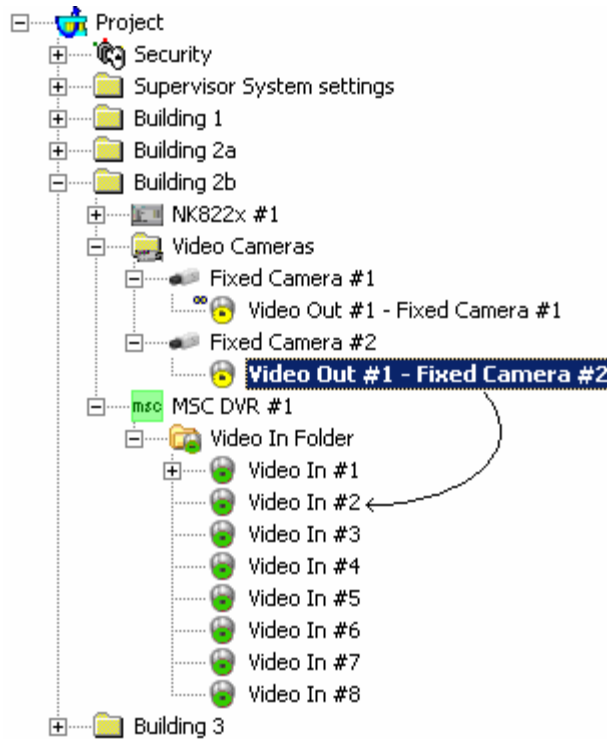 Project
Security
Supervisor System settings
Building 1
Building 2a
Building 2b
NK822x #1
Video Cameras
Fixed Camera #1
Video Out #1 - Fixed Camera #1
Fixed Camera #2
Video Out #1 - Fixed Camera #2
msc MSC DVR #1
Video In Folder
Video In #1
Video In #2
Video In #3
Video In #4
Video In #5
Video In #6
Video In #7
Video In #8
Building 3